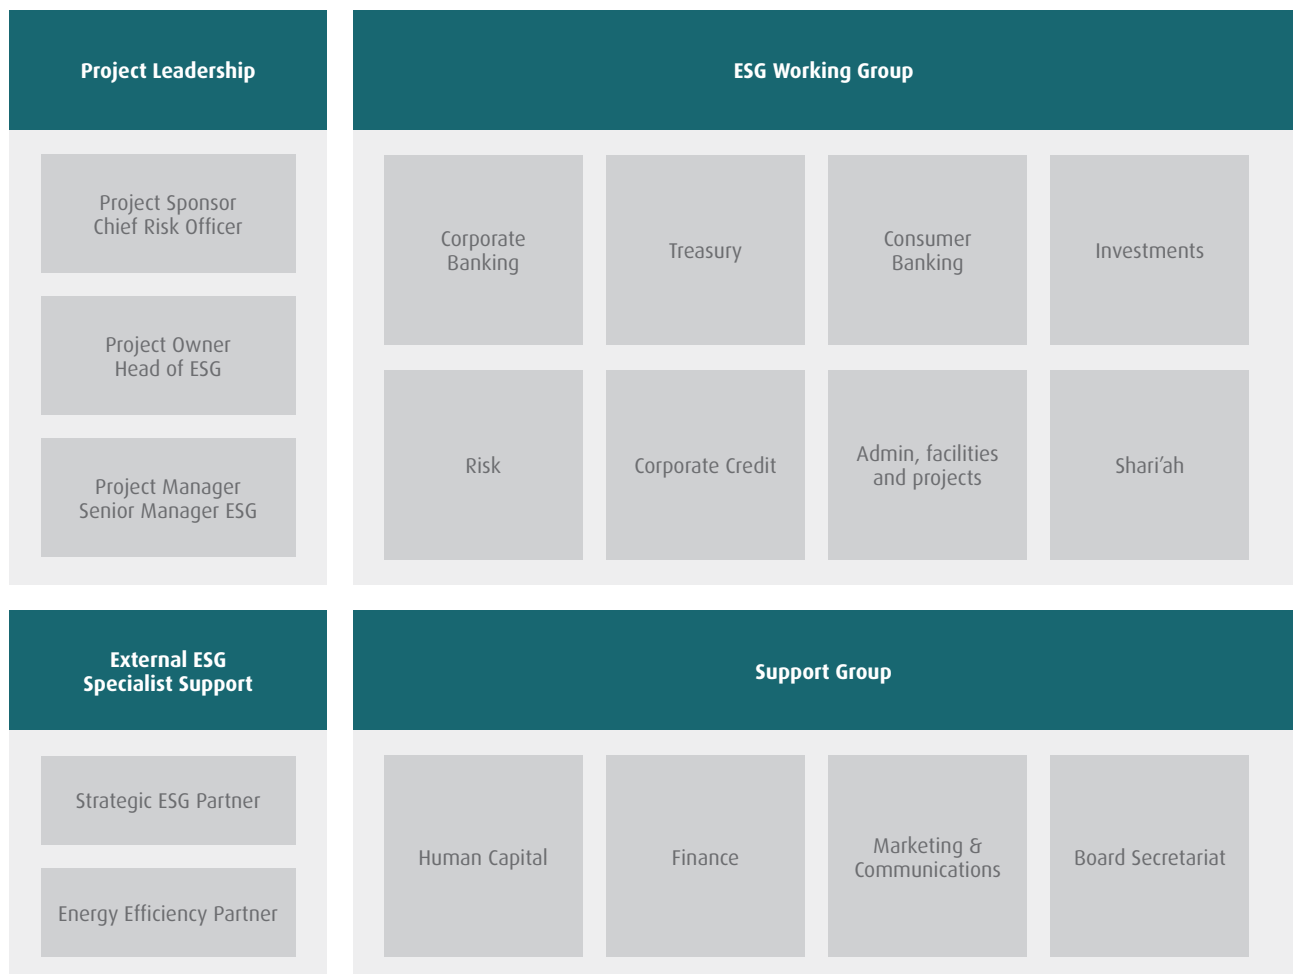 Project Leadership
Project Sponsor
Chief Risk Officer
Project Owner
Head of ESG
Project Manager
Senior Manager ESG
ESG Working Group
Corporate
Banking
Treasury
Consumer
Banking
Investments
Risk
Corporate Credit
Admin, facilities
and projects
Shari’ah
External ESG
Specialist Support
Strategic ESG Partner
Energy Efficiency Partner
Support Group
Human Capital
Finance
Marketing &
Communications
Board Secretariat